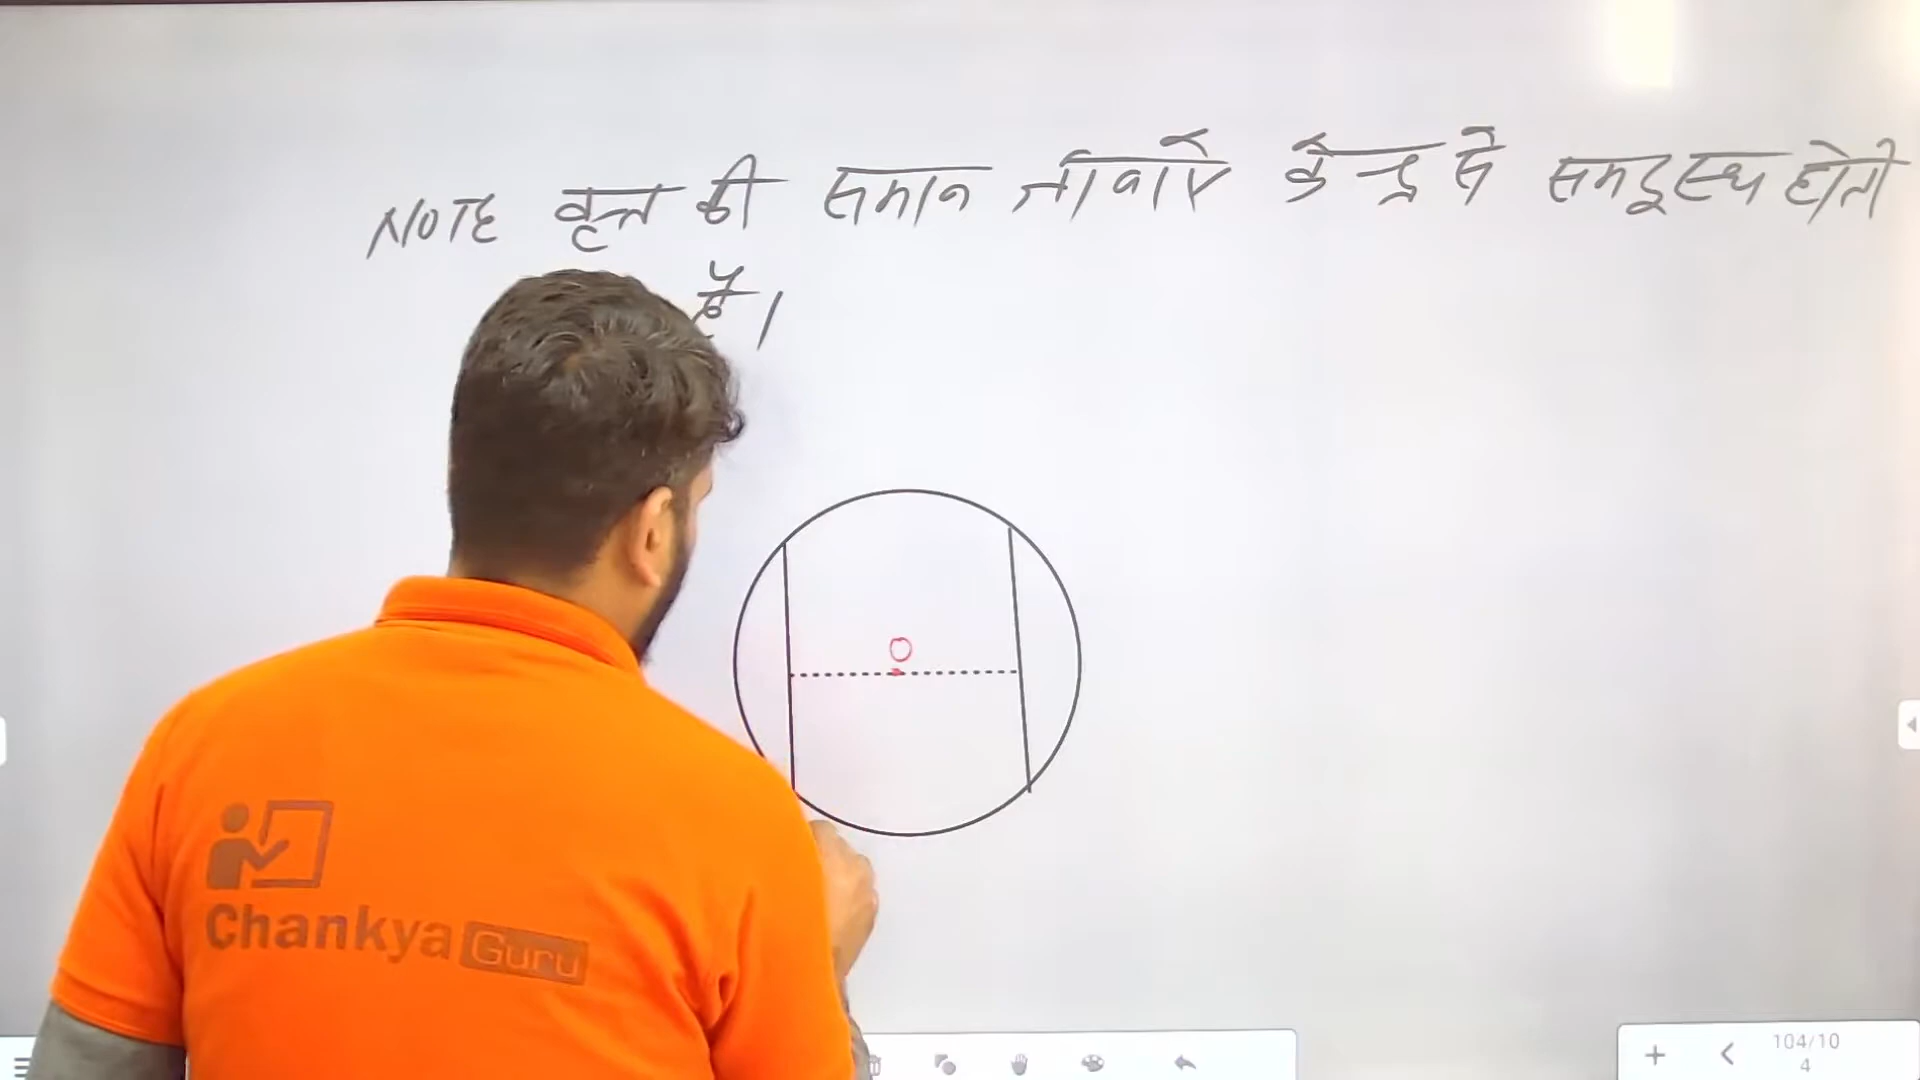 NOTE वृत्त की समान जीवाएं केन्द्र से समदूरस्थ होती
हैं।
O
Chankya Guru
104/10
4